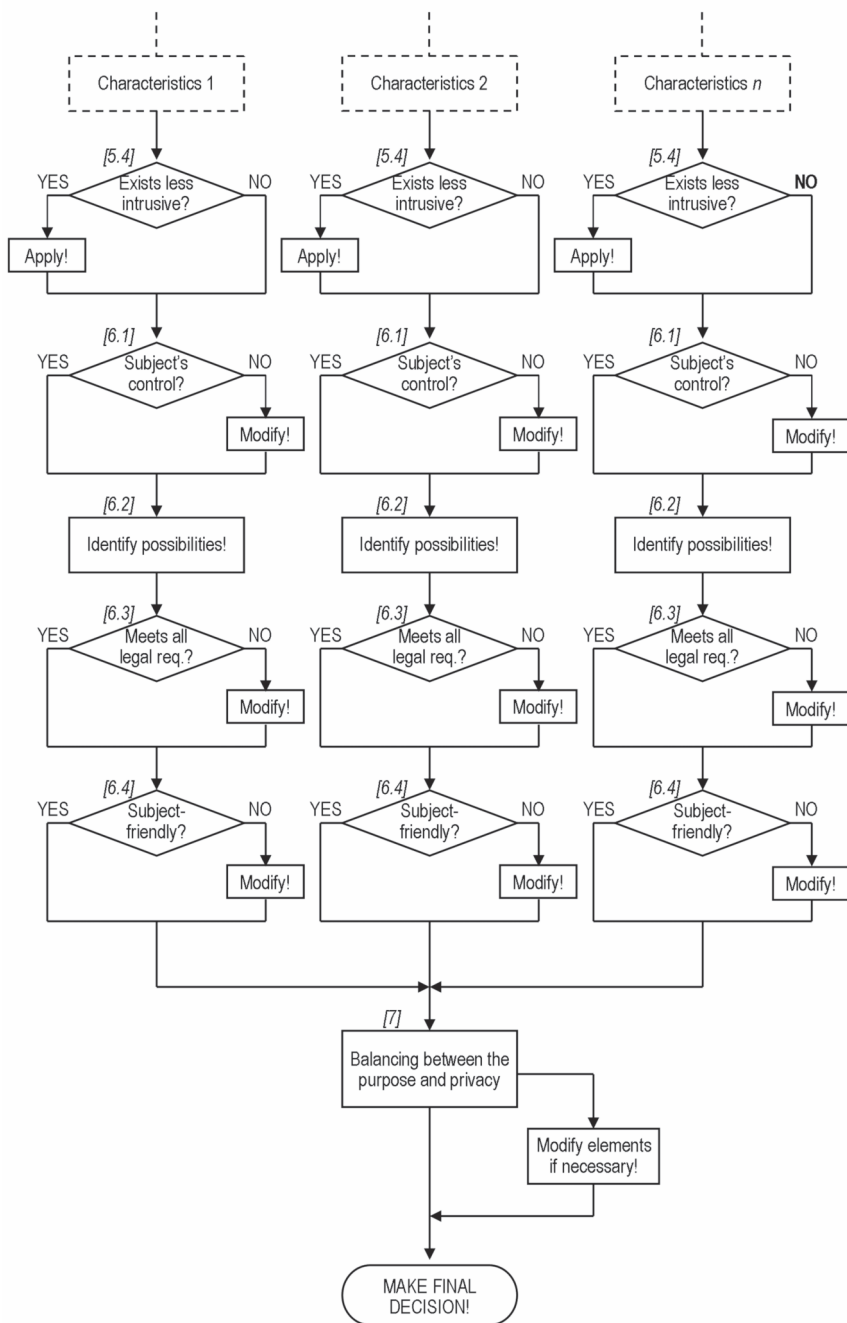 Characteristics 1
Characteristics 2
Characteristics n
[5.4]
[5.4]
[5.4]
YES
Exists less
intrusive?
NO
YES
Exists less
intrusive?
NO
YES
Exists less
intrusive?
NO
Apply!
Apply!
Apply!
[6.1]
[6.1]
[6.1]
YES
Subject's
control?
NO
YES
Subject's
control?
NO
YES
Subject's
control?
NO
Modify!
Modify!
Modify!
[6.2]
[6.2]
[6.2]
Identify possibilities!
Identify possibilities!
Identify possibilities!
[6.3]
[6.3]
[6.3]
YES
Meets all
legal req.?
NO
YES
Meets all
legal req.?
NO
YES
Meets all
legal req.?
NO
Modify!
Modify!
Modify!
[6.4]
[6.4]
[6.4]
YES
Subject-
friendly?
NO
YES
Subject-
friendly?
NO
YES
Subject-
friendly?
NO
Modify!
Modify!
Modify!
[7]
Balancing between the
purpose and privacy
Modify elements
if necessary!
MAKE FINAL
DECISION!